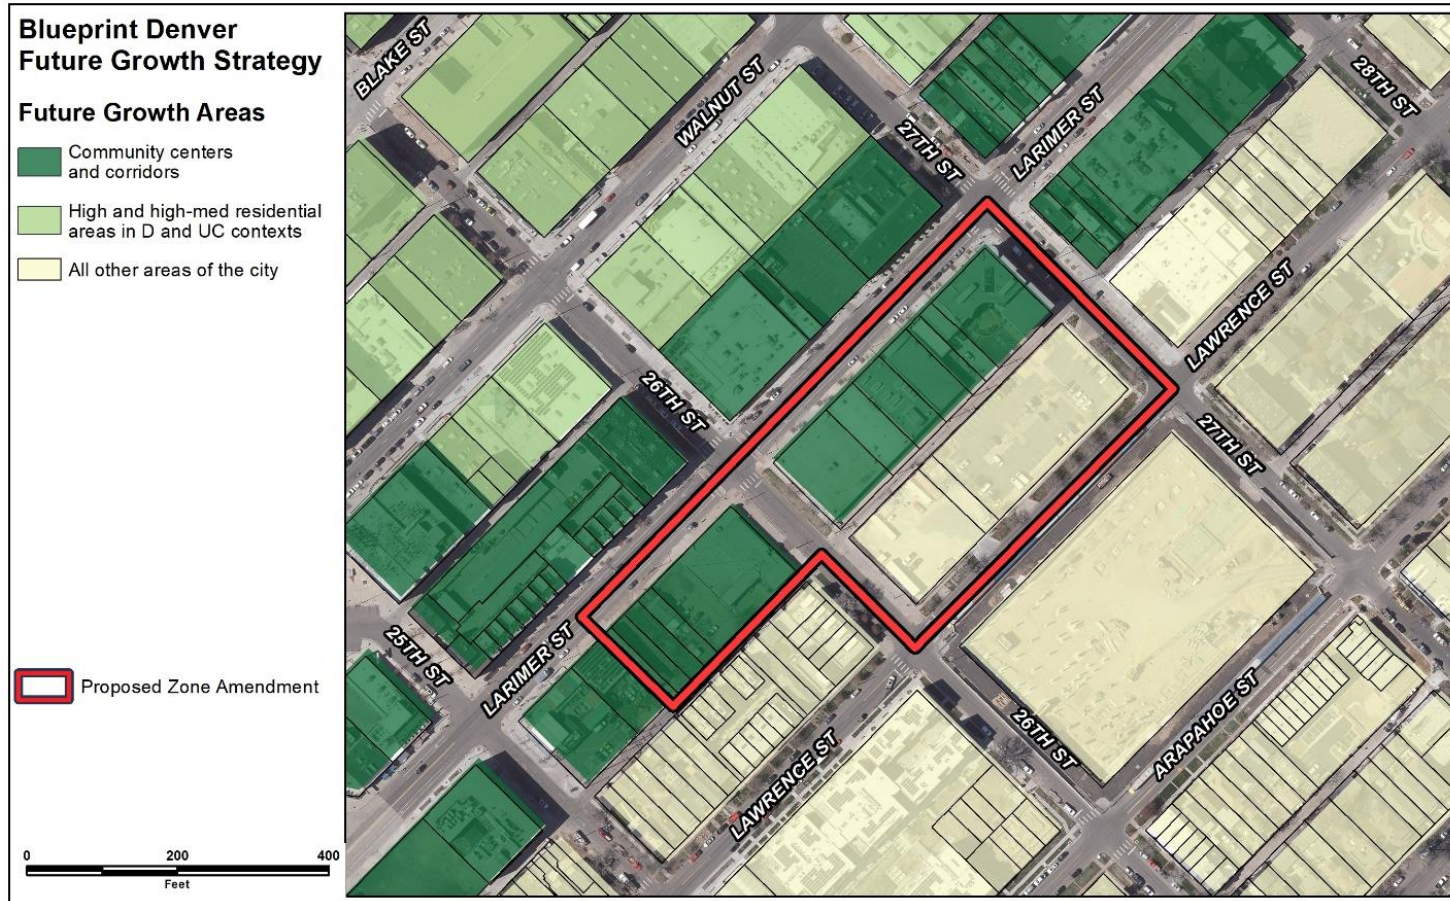 Blueprint Denver
Future Growth Strategy
Future Growth Areas
Community centers
and corridors
High and high-med residential
areas in D and UC contexts
All other areas of the city
Proposed Zone Amendment
0 200 400
Feet
BLAKE ST
WALNUT ST
27TH ST
LARIMER ST
28TH ST
LAWRENCE ST
26TH ST
27TH ST
25TH ST
LARIMER ST
LAWRENCE ST
26TH ST
ARAPAHOE ST